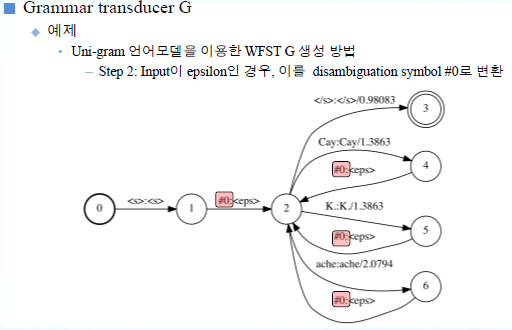 Grammar transducer G
예제
Uni-gram 언어모델을 이용한 WFST G 생성 방법
– Step 2: Input이 epsilon인 경우, 이를 disambiguation symbol #0로 변환
</s>:</s>/0.98083
3
Cay:Cay/1.3863
#0:<eps>
4
0
<s>:<s>
1
#0:<eps>
2
K.:K./1.3863
#0:<eps>
5
ache:ache/2.0794
#0:<eps>
6